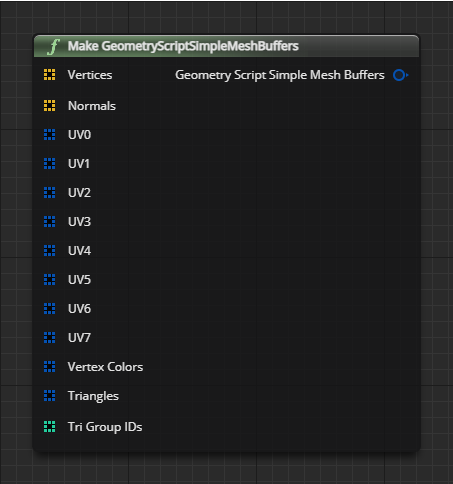 f Make GeometryScriptSimpleMeshBuffers
Vertices Geometry Script Simple Mesh Buffers
Normals
UV0
UV1
UV2
UV3
UV4
UV5
UV6
UV7
Vertex Colors
Triangles
Tri Group IDs